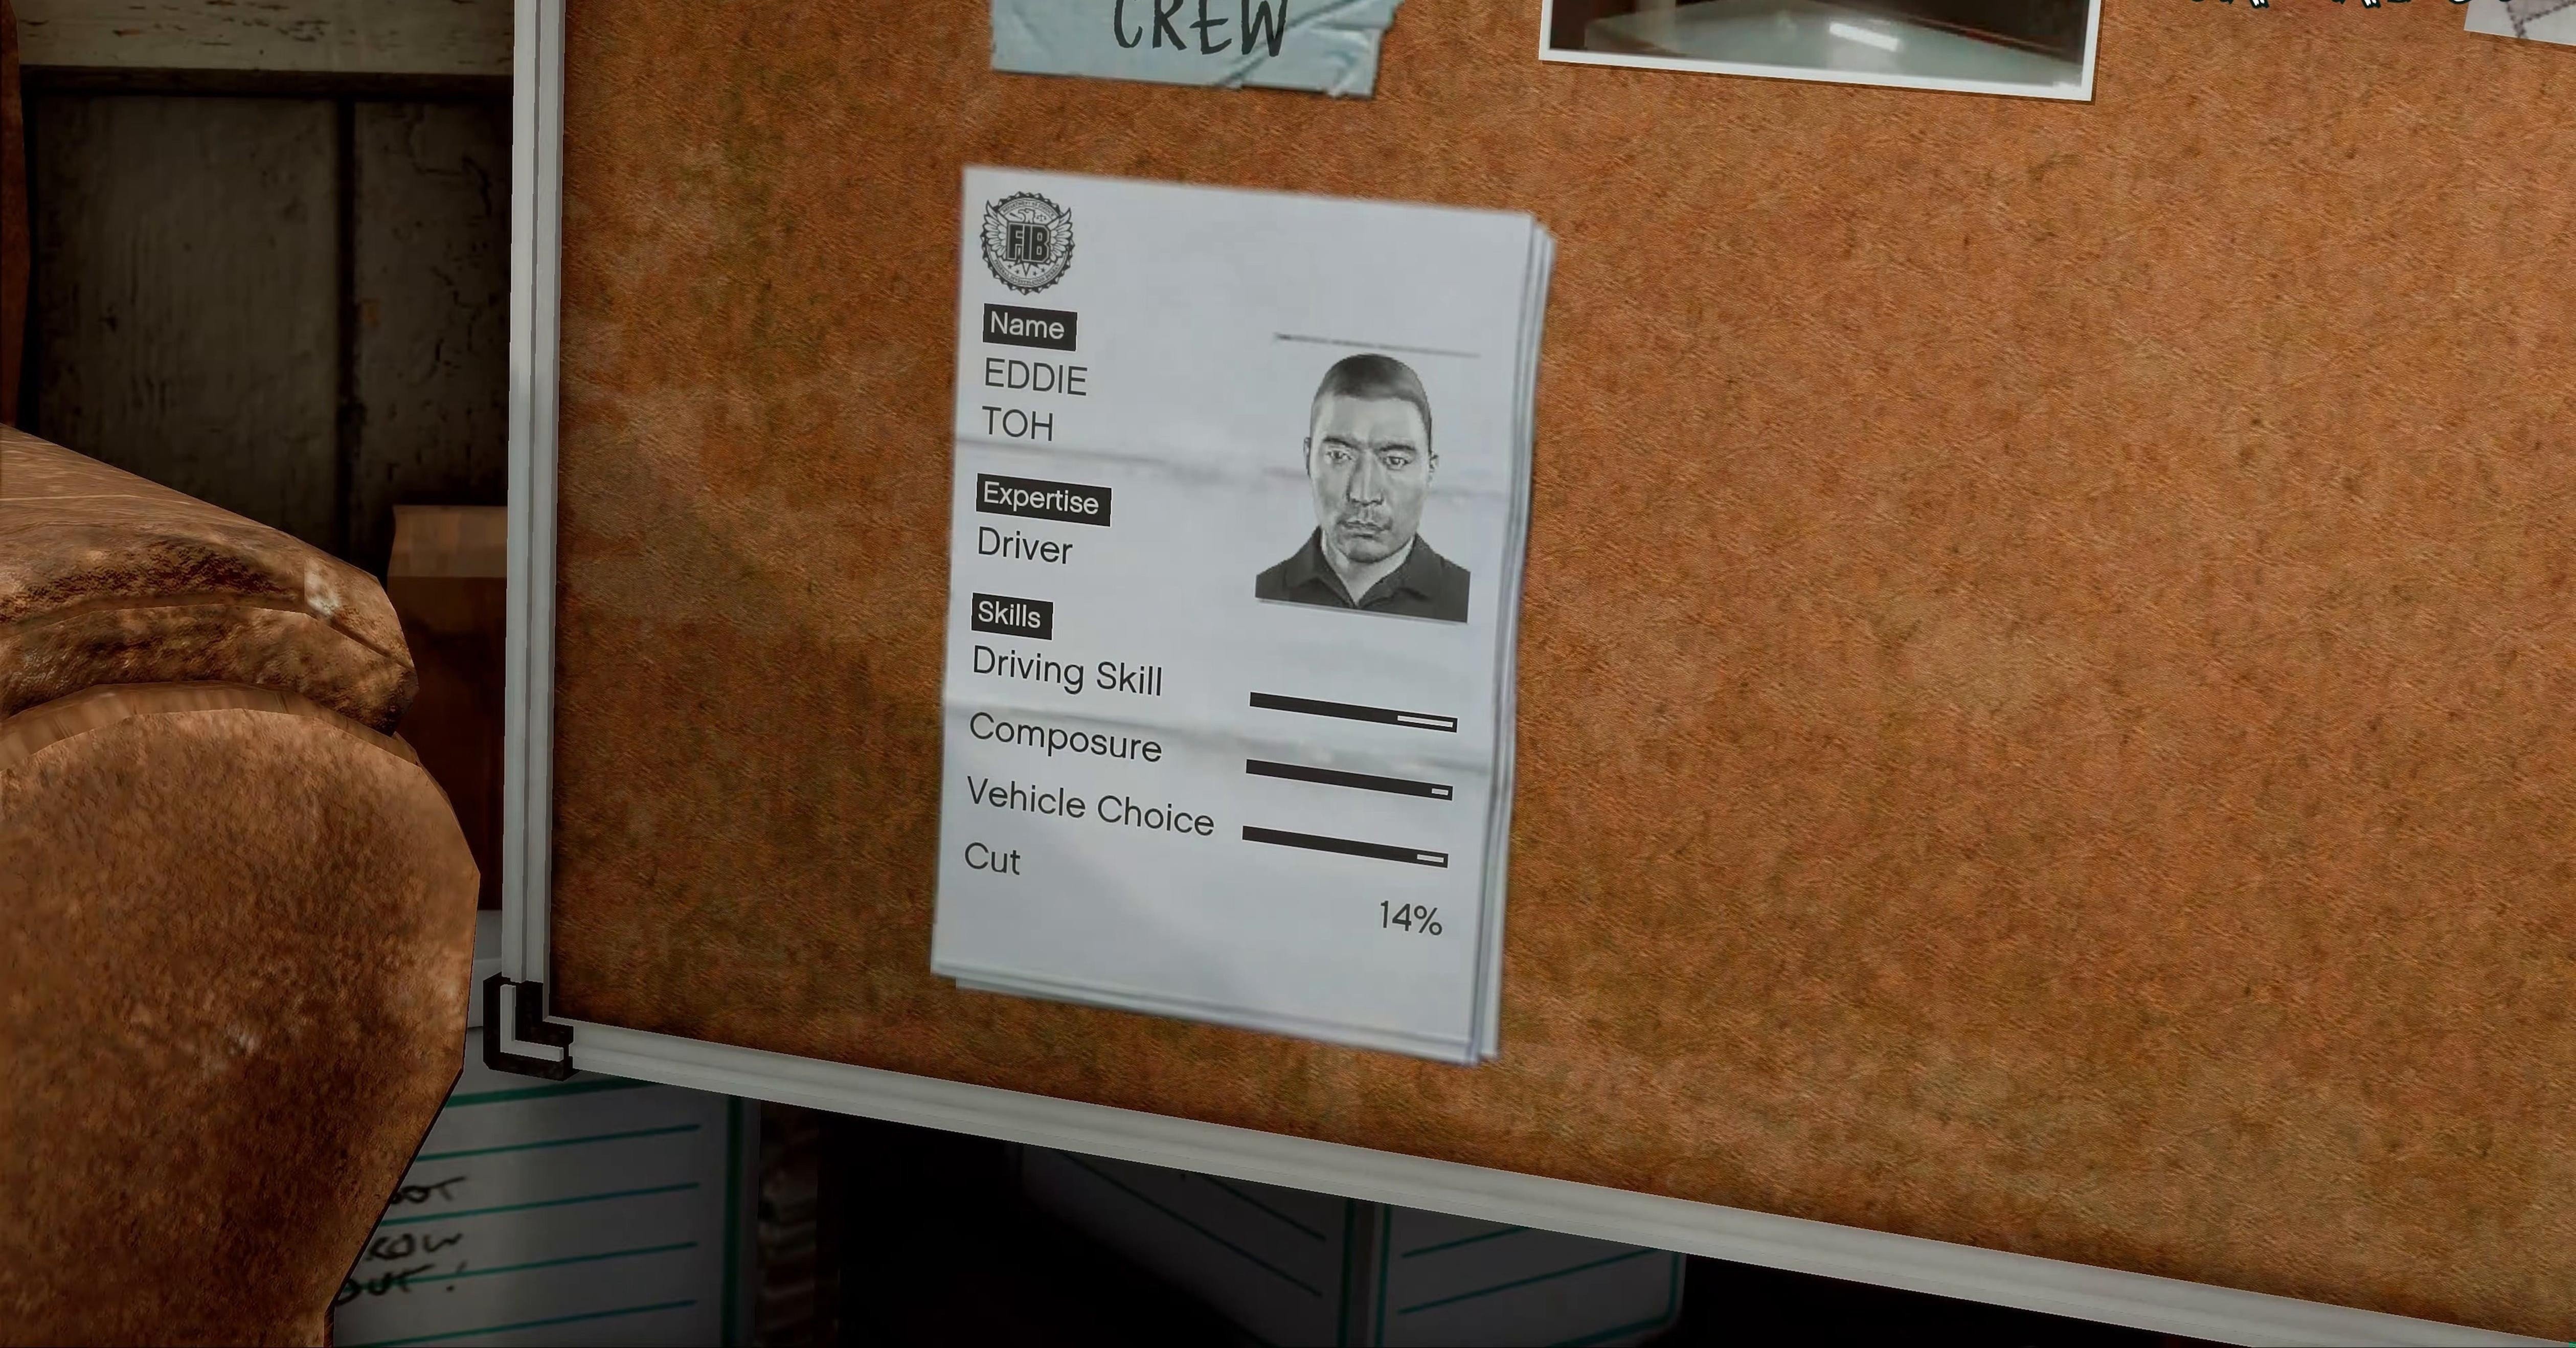 CREW
FIB
Name
EDDIE
TOH
Expertise
Driver
Skills
Driving Skill
Composure
Vehicle Choice
Cut
14%